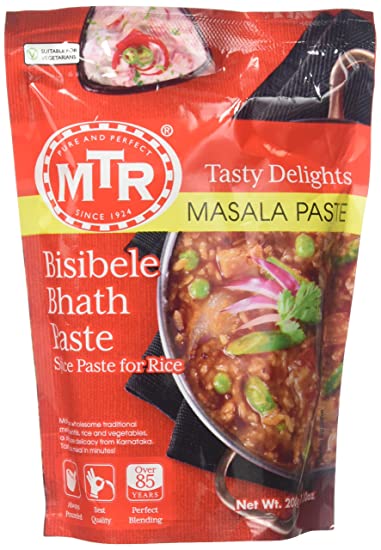 SUITABLE FOR
VEGETARIANS
PURE AND PERFECT
MTR
®
SINCE 1924
Tasty Delights
MASALA PASTE
Bisibele
Bhath
Paste
Spice Paste for Rice
wholesome traditional
rice and vegetables,
delicacy from Karnataka.
meal in minutes!
Best
Quality
Over
85
YEARS
Perfect
Blending
Net Wt.